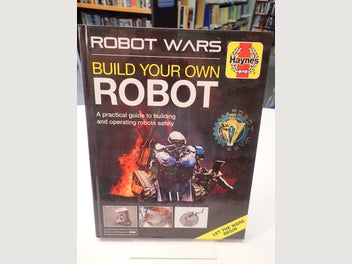 ROBOT WARS
Haynes
BUILD YOUR OWN
ROBOT
A practical guide to building
and operating robots safely
LET THE WARS
BEGIN